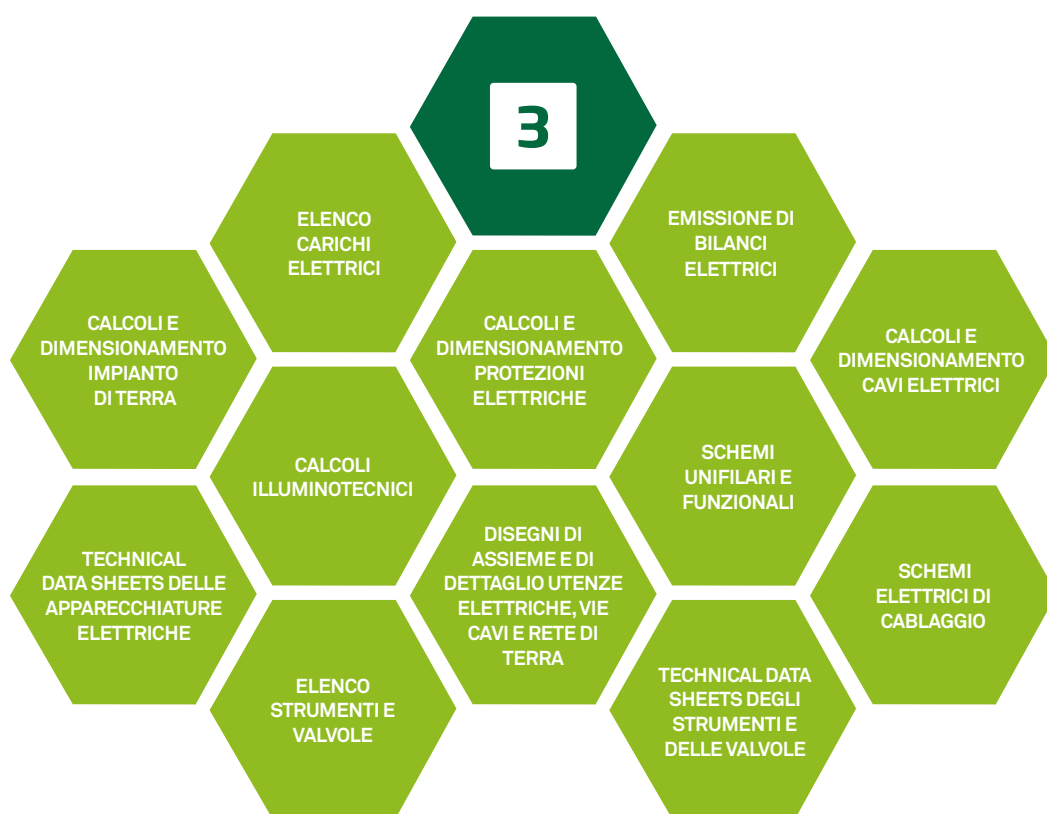 3
ELENCO
CARICHI
ELETTRICI
EMISSIONE DI
BILANCI
ELETTRICI
CALCOLI E
DIMENSIONAMENTO
IMPIANTO
DI TERRA
CALCOLI E
DIMENSIONAMENTO
PROTEZIONI
ELETTRICHE
CALCOLI E
DIMENSIONAMENTO
CAVI ELETTRICI
CALCOLI
ILLUMINOTECNICI
SCHEMI
UNIFILARI E
FUNZIONALI
TECHNICAL
DATA SHEETS DELLE
APPARECCHIATURE
ELETTRICHE
DISEGNI DI
ASSIEME E DI
DETTAGLIO UTENZE
ELETTRICHE, VIE
CAVI E RETE DI
TERRA
SCHEMI
ELETTRICI DI
CABLAGGIO
ELENCO
STRUMENTI E
VALVOLE
TECHNICAL DATA
SHEETS DEGLI
STRUMENTI E
DELLE VALVOLE